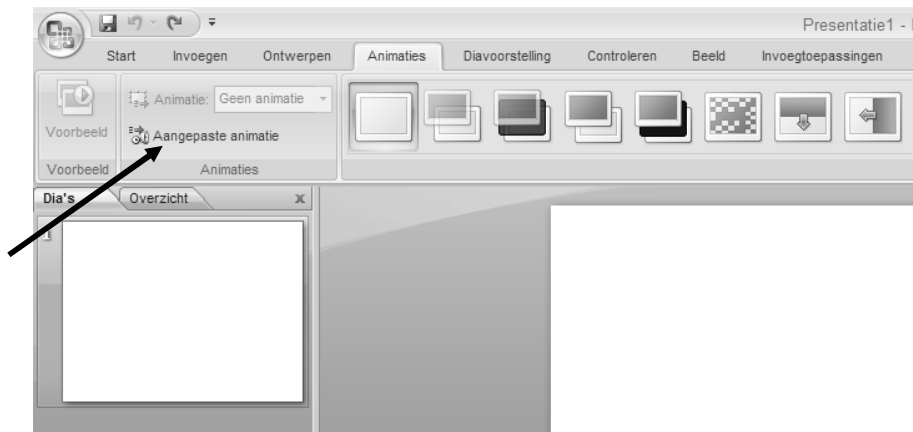 Presentatie1 -
Start Invoegen Ontwerpen Animaties Diavoorstelling Controleren Beeld Invoegtoepassingen
Animatie: Geen animatie
Voorbeeld
Aangepaste animatie
Voorbeeld Animaties
Dia's Overzicht x
1